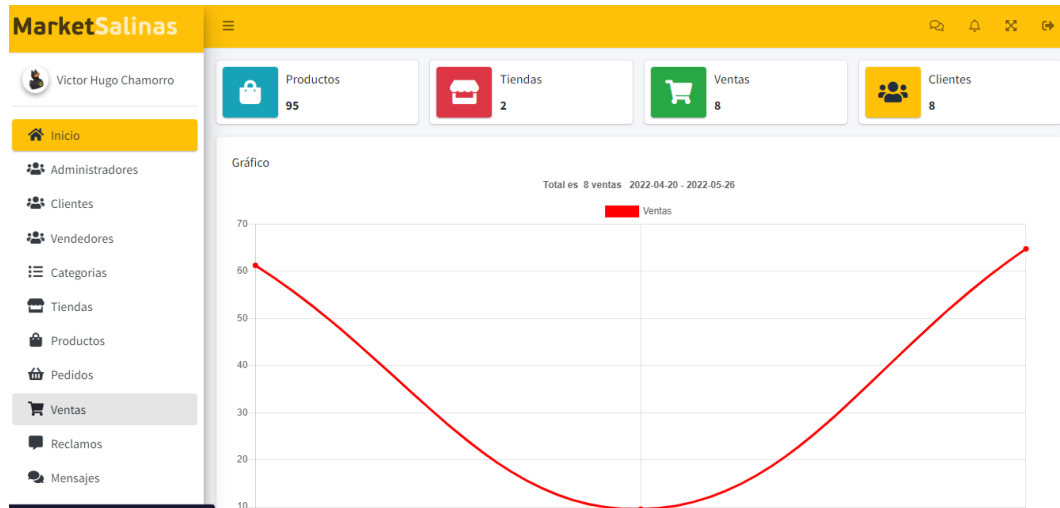 MarketSalinas
Victor Hugo Chamorro
Inicio
Administradores
Clientes
Vendedores
Categorias
Tiendas
Productos
Pedidos
Ventas
Reclamos
Mensajes
Productos
95
Tiendas
2
Ventas
8
Clientes
8
Gráfico
Total es 8 ventas 2022-04-20 - 2022-05-26
Ventas
70
60
50
40
30
20
10